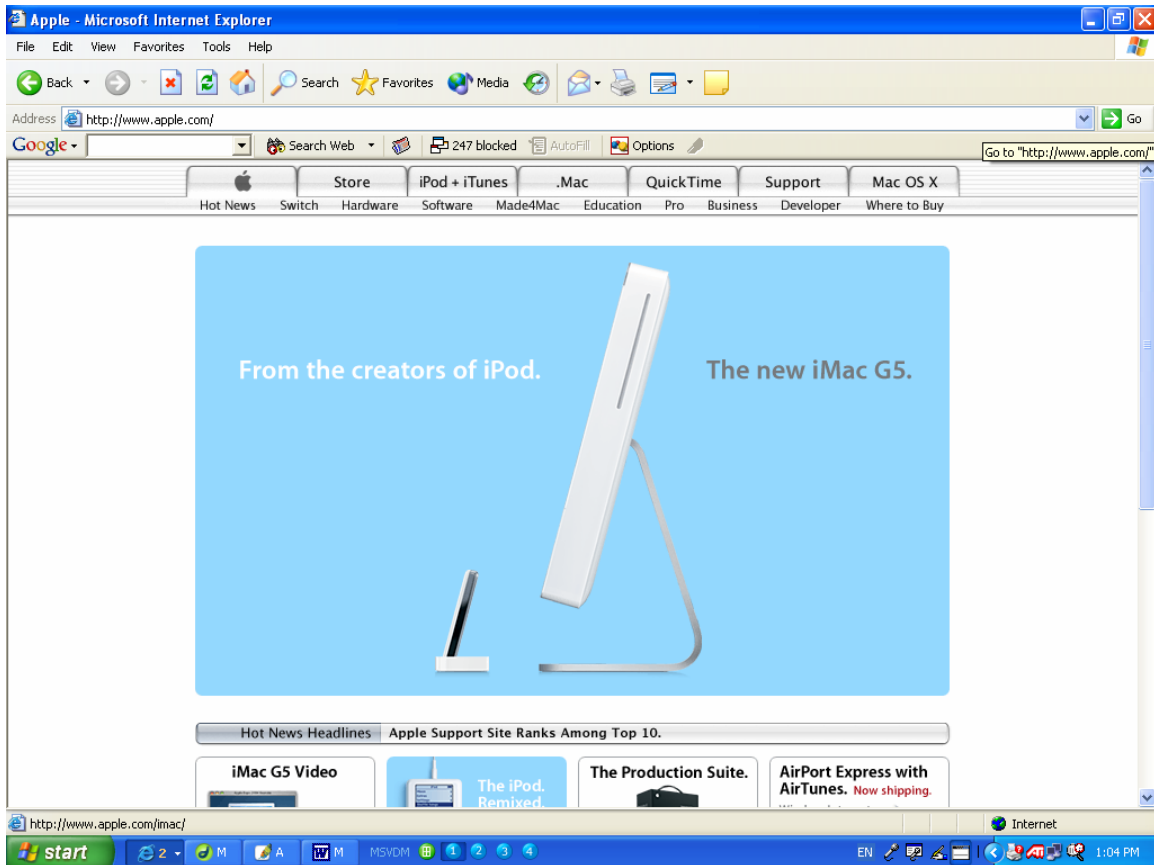 Apple - Microsoft Internet Explorer
File Edit View Favorites Tools Help
Back Search Favorites Media
Address http://www.apple.com/ Go
Google Search Web 247 blocked AutoFill Options
Go to "http://www.apple.com/"
Store iPod + iTunes .Mac QuickTime Support Mac OS X
Hot News Switch Hardware Software Made4Mac Education Pro Business Developer Where to Buy
From the creators of iPod. The new iMac G5.
Hot News Headlines Apple Support Site Ranks Among Top 10.
iMac G5 Video
The iPod.
Remixed.
The Production Suite.
AirPort Express with
AirTunes. Now shipping.
http://www.apple.com/imac/ Internet
start 2 M A M MSVDM 1 2 3 4 EN 1:04 PM